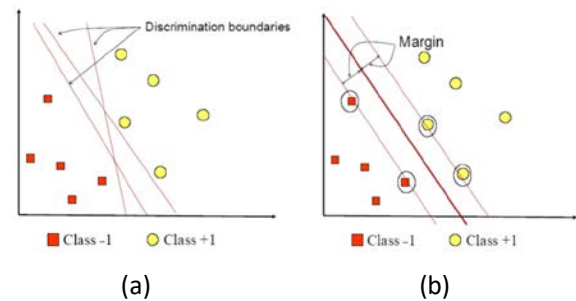 Discrimination boundaries
Class -1
Class +1
(a)
Margin
Class -1
Class +1
(b)